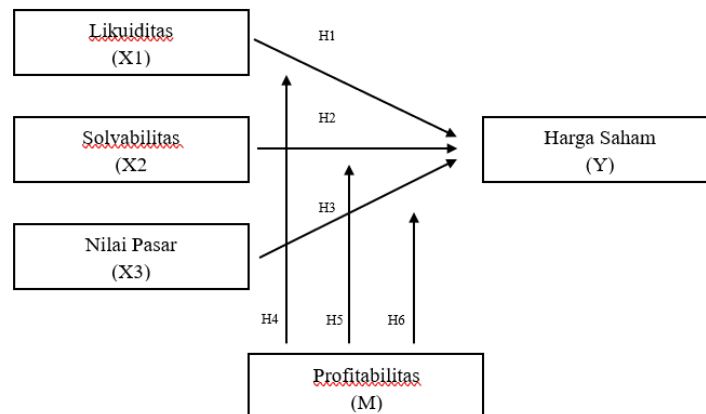 Likuiditas
(X1)
H1
Solvabilitas
(X2
H2
Harga Saham
(Y)
Nilai Pasar
(X3)
H3
H4
H5
H6
Profitabilitas
(M)